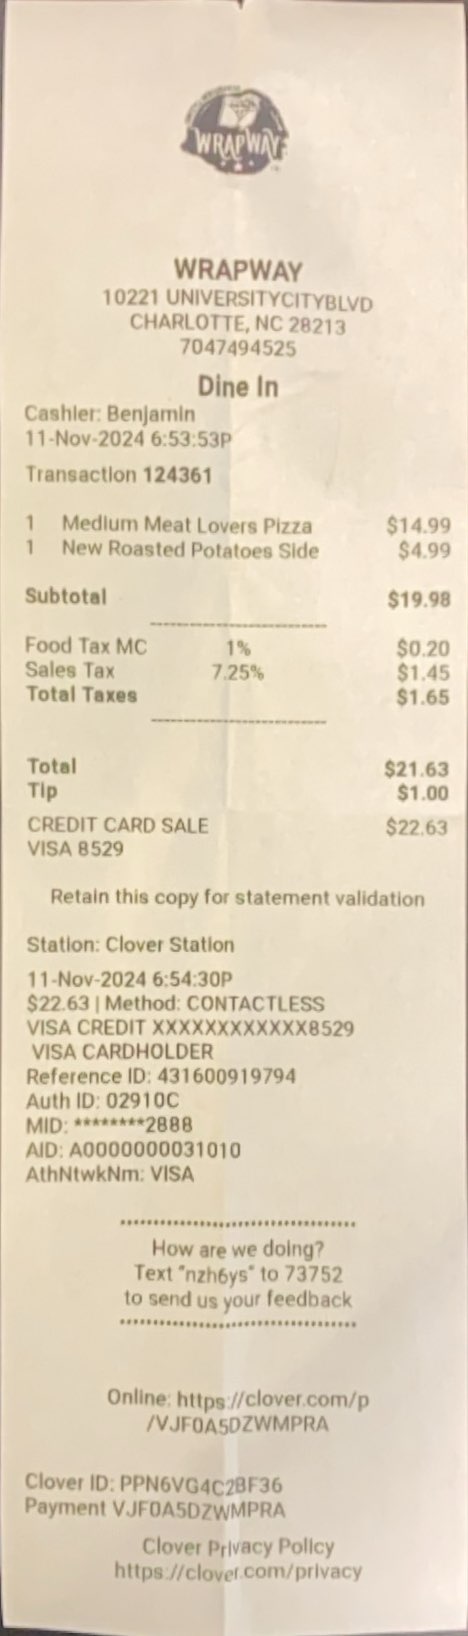 WRAPWAY
WRAPWAY
10221 UNIVERSITYCITYBLVD
CHARLOTTE, NC 28213
7047494525
Dine In
Cashier: Benjamin
11-Nov-2024 6:53:53P
Transaction 124361
1 Medium Meat Lovers Pizza $14.99
1 New Roasted Potatoes Side $4.99
Subtotal $19.98
Food Tax MC 1% $0.20
Sales Tax 7.25% $1.45
Total Taxes $1.65
Total $21.63
Tip $1.00
CREDIT CARD SALE $22.63
VISA 8529
Retain this copy for statement validation
Station: Clover Station
11-Nov-2024 6:54:30P
$22.63 | Method: CONTACTLESS
VISA CREDIT XXXXXXXXXXXX8529
VISA CARDHOLDER
Reference ID: 431600919794
Auth ID: 02910C
MID: ********2888
AID: A0000000031010
AthNtwkNm: VISA
How are we doing?
Text "nzh6ys" to 73752
to send us your feedback
Online: https://clover.com/p
/VJF0A5DZWMPRA
Clover ID: PPN6VG4C2BF36
Payment VJF0A5DZWMPRA
Clover Privacy Policy
https://clover.com/privacy